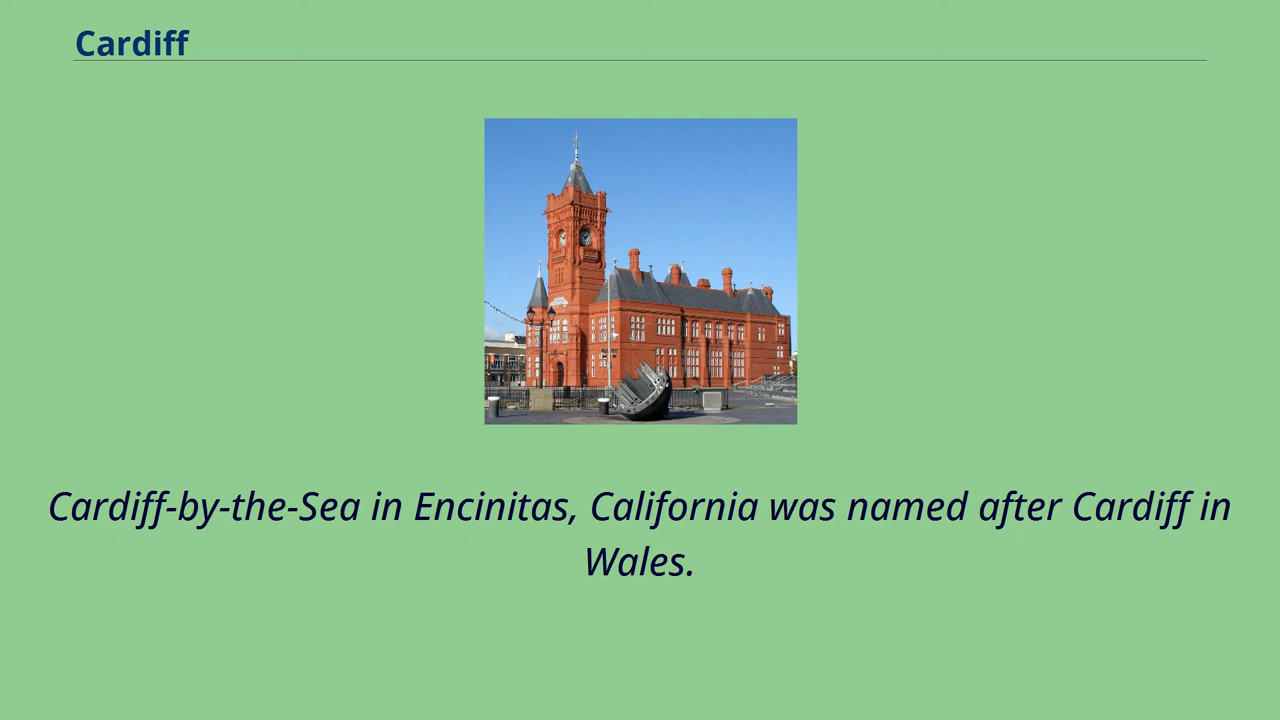 Cardiff
Cardiff-by-the-Sea in Encinitas, California was named after Cardiff in
Wales.